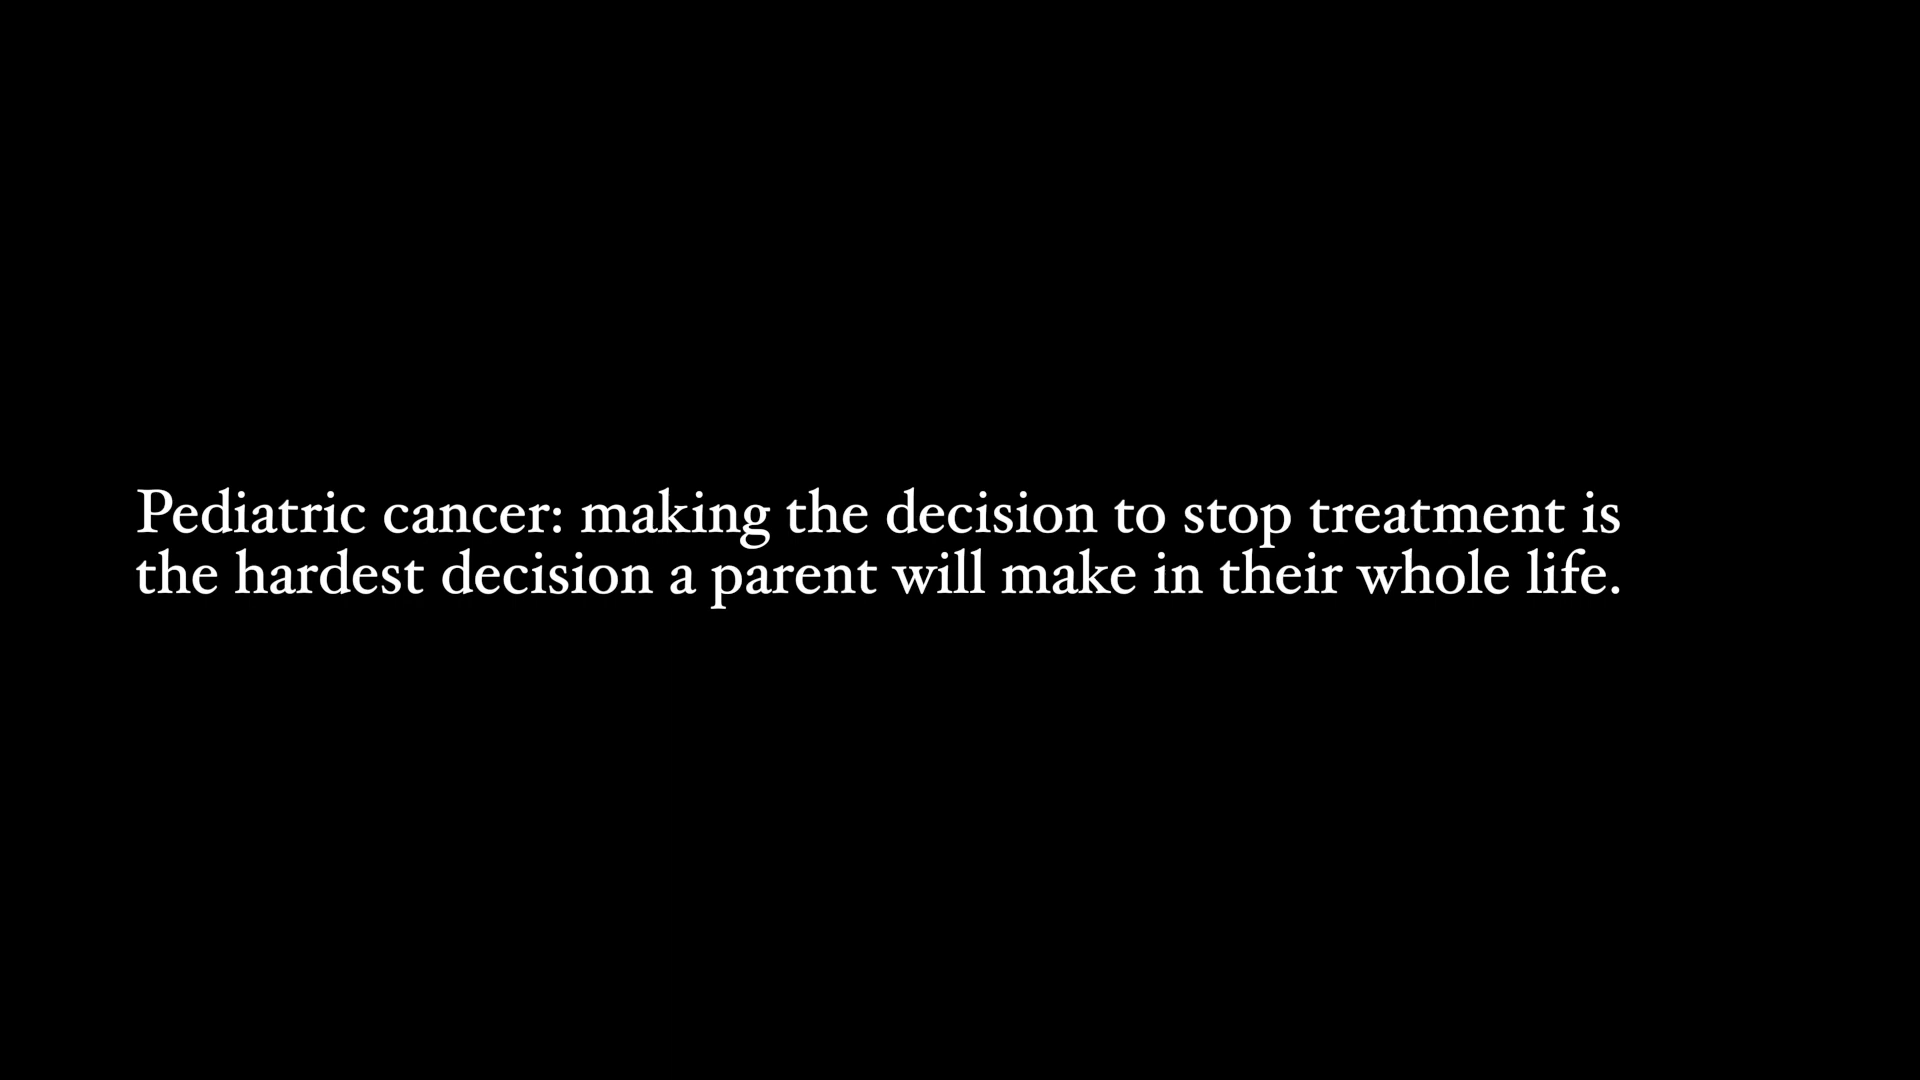 Pediatric cancer: making the decision to stop treatment is
the hardest decision a parent will make in their whole life.